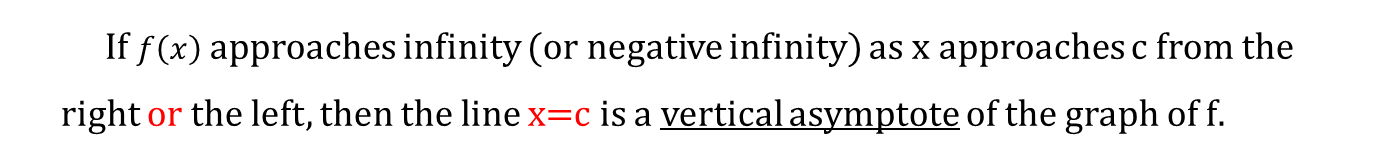 If f(x) approaches infinity (or negative infinity) as x approaches c from the
right or the left, then the line x=c is a vertical asymptote of the graph of f.